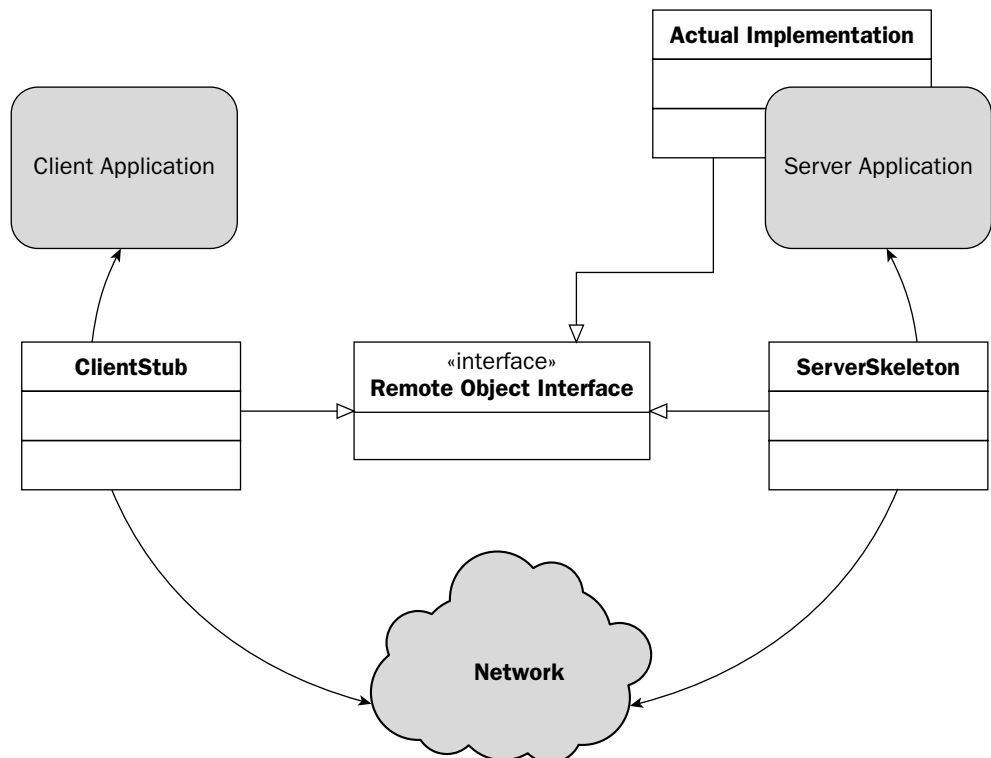 Actual Implementation
Client Application
Server Application
ClientStub
«interface»
Remote Object Interface
ServerSkeleton
Network